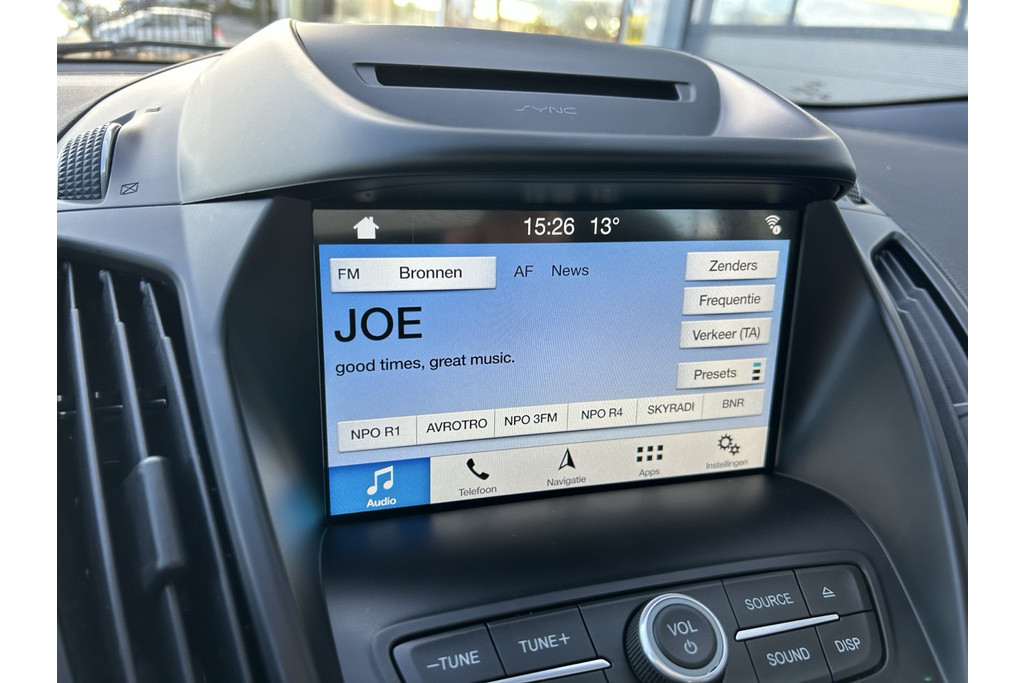 SYNC
15:26 13°
FM Bronnen AF News
Zenders
Frequentie
JOE
Verkeer (TA)
good times, great music.
Presets
NPO R1 AVROTRO NPO 3FM NPO R4 SKYRADI BNR
Audio Telefoon Navigatie Apps Instellingen
–TUNE TUNE+ VOL SOURCE
SOUND DISP